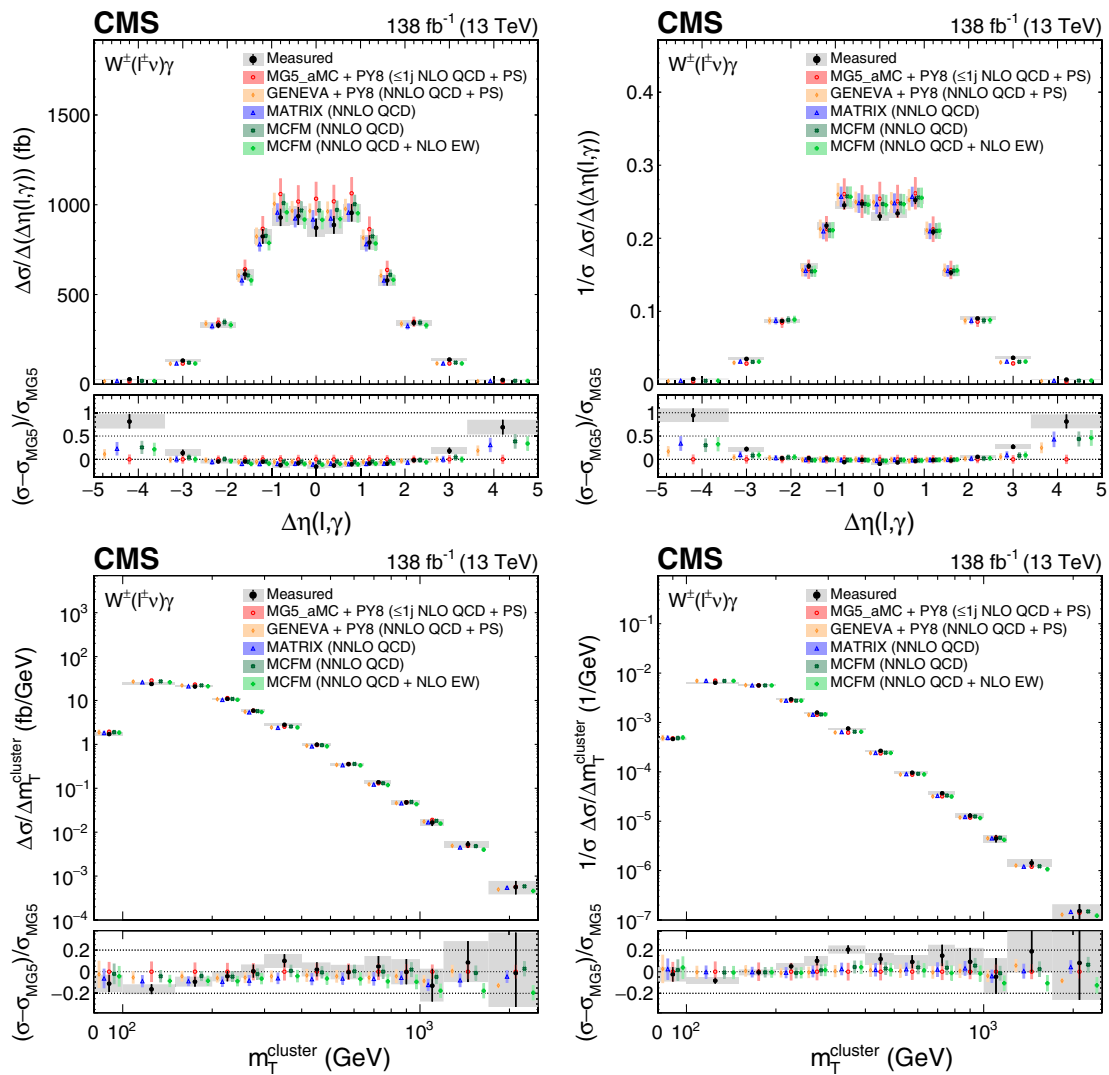 CMS 138 fb⁻¹ (13 TeV)
W±(l±ν)γ
Measured
MG5_aMC + PY8 (≤1j NLO QCD + PS)
GENEVA + PY8 (NNLO QCD + PS)
MATRIX (NNLO QCD)
MCFM (NNLO QCD)
MCFM (NNLO QCD + NLO EW)
Δσ/Δ(Δη(l,γ)) (fb)
1500
1000
500
0
(σ−σMG5)/σMG5
1
0.5
0
−5 −4 −3 −2 −1 0 1 2 3 4 5
Δη(l,γ)
CMS 138 fb⁻¹ (13 TeV)
W±(l±ν)γ
Measured
MG5_aMC + PY8 (≤1j NLO QCD + PS)
GENEVA + PY8 (NNLO QCD + PS)
MATRIX (NNLO QCD)
MCFM (NNLO QCD)
MCFM (NNLO QCD + NLO EW)
1/σ Δσ/Δ(Δη(l,γ))
0.4
0.3
0.2
0.1
0
(σ−σMG5)/σMG5
1
0.5
0
−5 −4 −3 −2 −1 0 1 2 3 4 5
Δη(l,γ)
CMS 138 fb⁻¹ (13 TeV)
W±(l±ν)γ
Measured
MG5_aMC + PY8 (≤1j NLO QCD + PS)
GENEVA + PY8 (NNLO QCD + PS)
MATRIX (NNLO QCD)
MCFM (NNLO QCD)
MCFM (NNLO QCD + NLO EW)
Δσ/ΔmTcluster (fb/GeV)
10³
10²
10
1
10⁻¹
10⁻²
10⁻³
10⁻⁴
(σ−σMG5)/σMG5
0.2
0
−0.2
0 10² 10³
mTcluster (GeV)
CMS 138 fb⁻¹ (13 TeV)
W±(l±ν)γ
Measured
MG5_aMC + PY8 (≤1j NLO QCD + PS)
GENEVA + PY8 (NNLO QCD + PS)
MATRIX (NNLO QCD)
MCFM (NNLO QCD)
MCFM (NNLO QCD + NLO EW)
1/σ Δσ/ΔmTcluster (1/GeV)
10⁻¹
10⁻²
10⁻³
10⁻⁴
10⁻⁵
10⁻⁶
10⁻⁷
(σ−σMG5)/σMG5
0.2
0
−0.2
0 10² 10³
mTcluster (GeV)